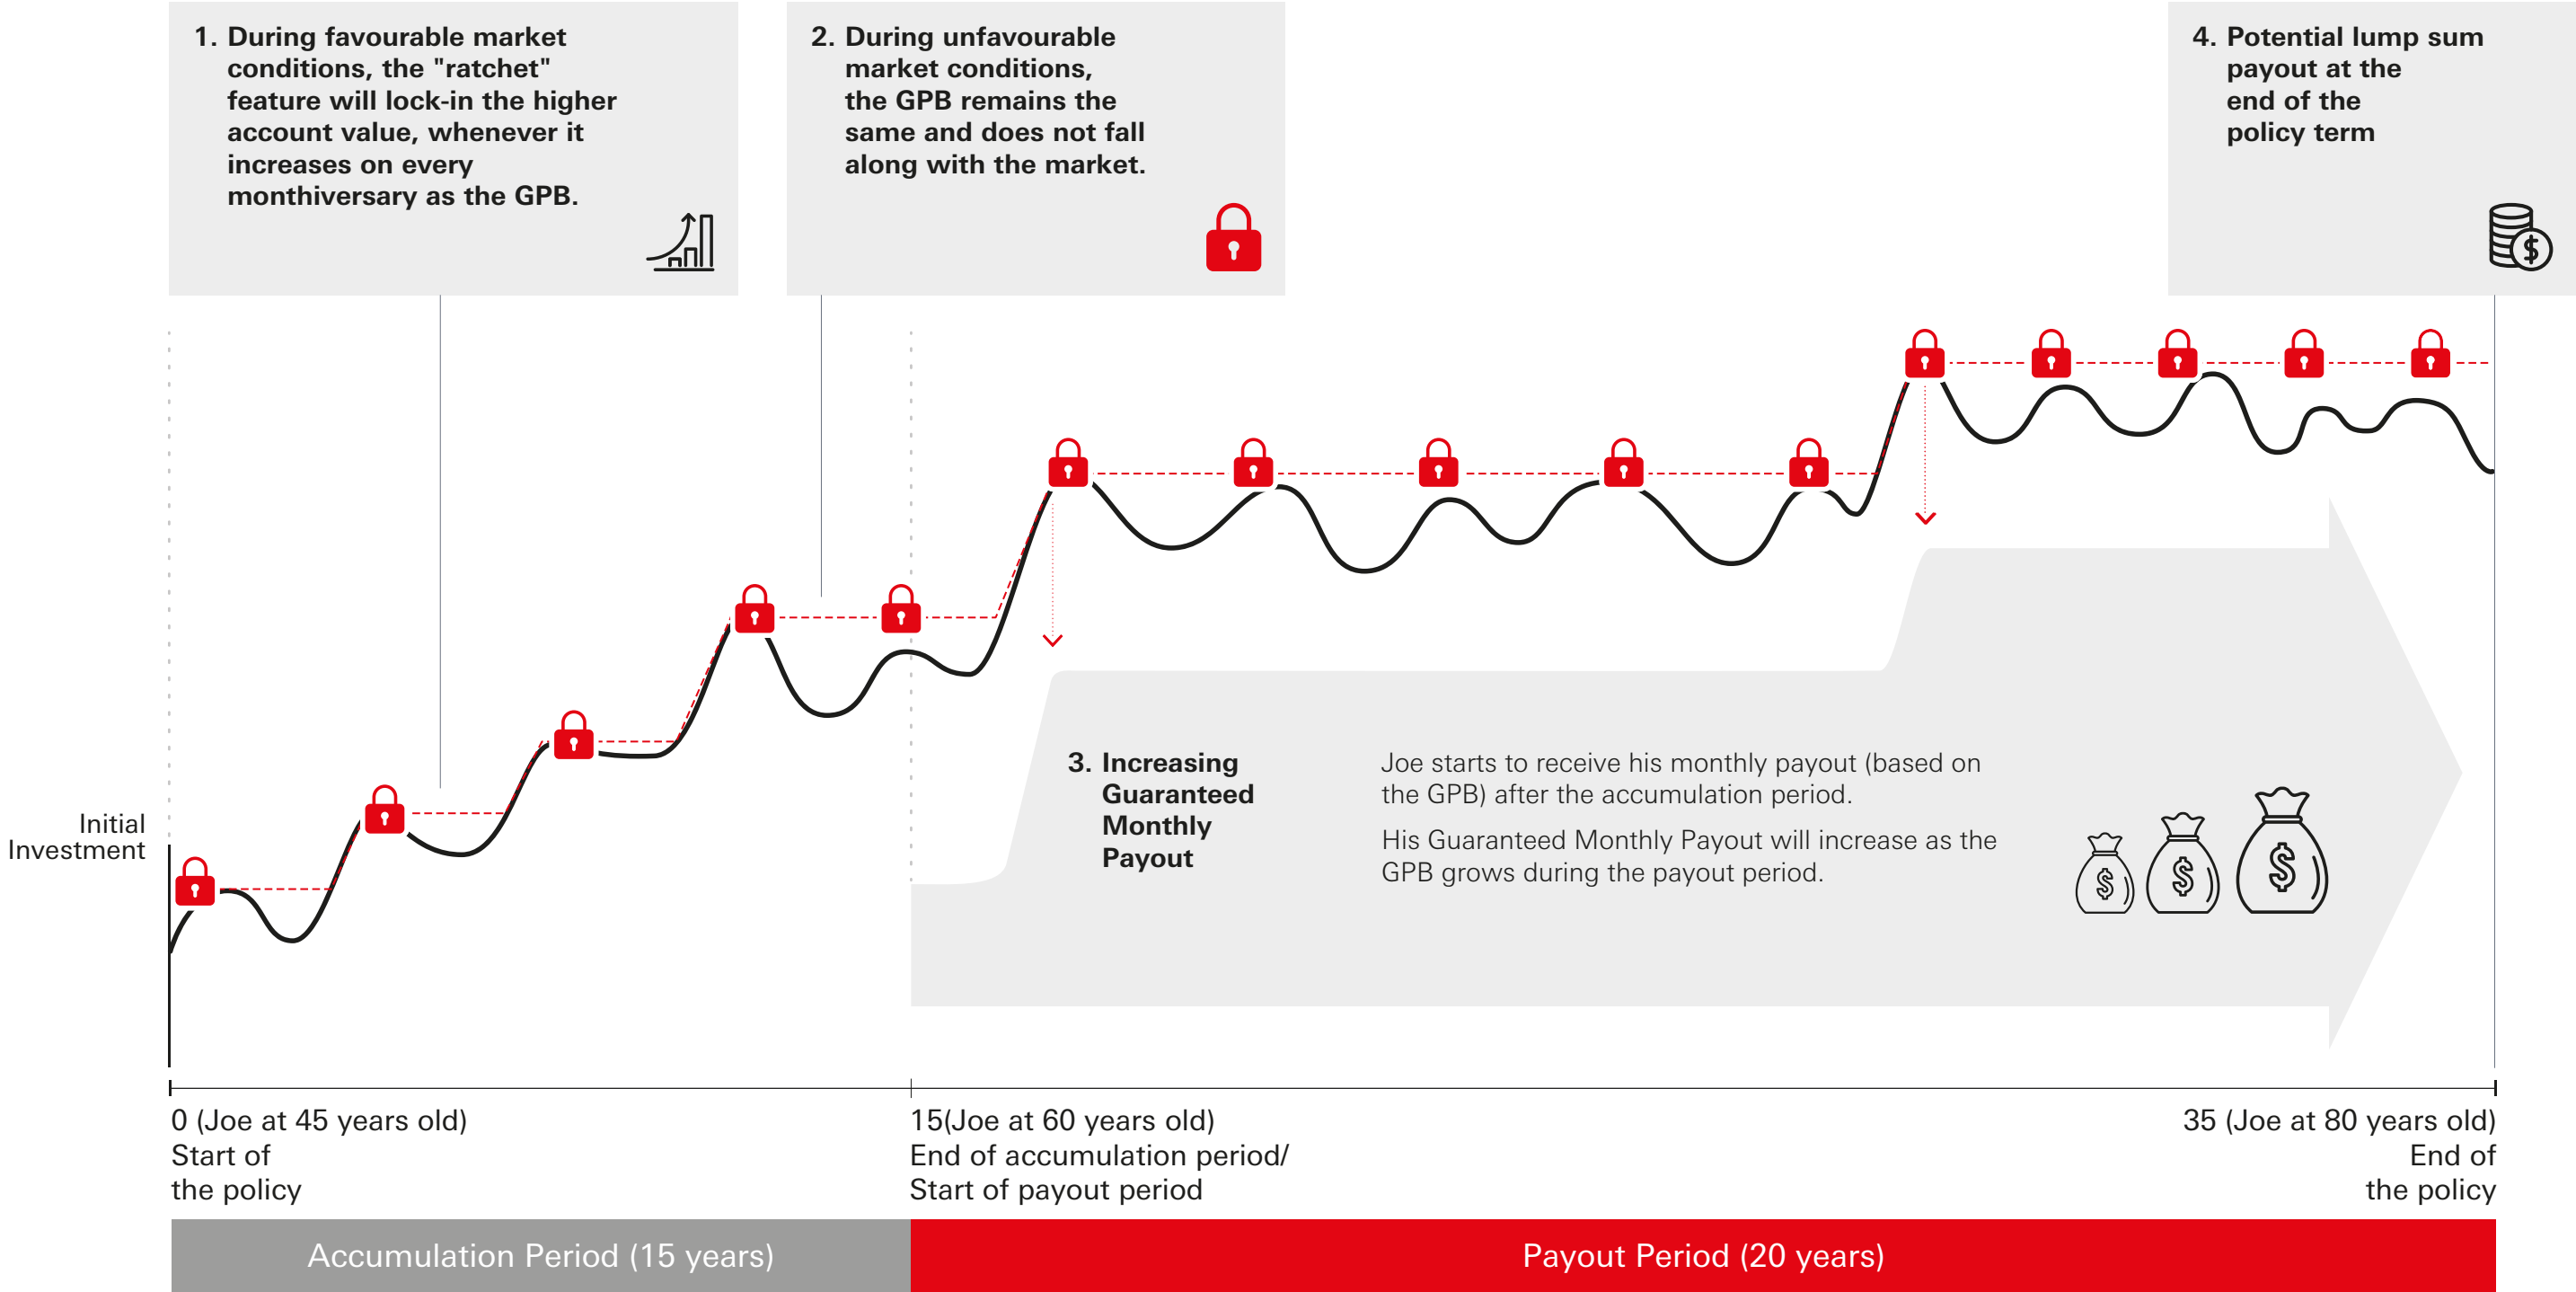 1. During favourable market
conditions, the "ratchet"
feature will lock-in the higher
account value, whenever it
increases on every
monthiversary as the GPB.
2. During unfavourable
market conditions,
the GPB remains the
same and does not fall
along with the market.
4. Potential lump sum
payout at the
end of the
policy term
Initial
Investment
3. Increasing
Guaranteed
Monthly
Payout
Joe starts to receive his monthly payout (based on
the GPB) after the accumulation period.
His Guaranteed Monthly Payout will increase as the
GPB grows during the payout period.
0 (Joe at 45 years old)
Start of
the policy
15(Joe at 60 years old)
End of accumulation period/
Start of payout period
35 (Joe at 80 years old)
End of
the policy
Accumulation Period (15 years)
Payout Period (20 years)